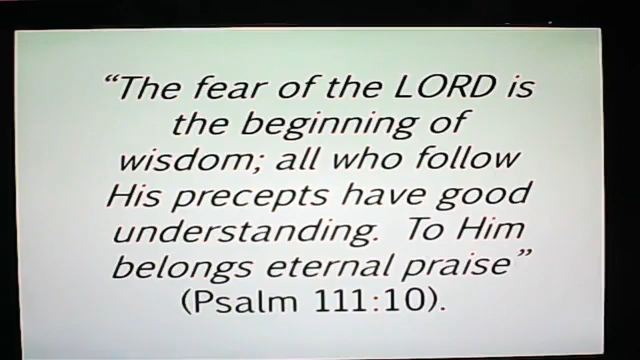 “The fear of the LORD is
the beginning of
wisdom; all who follow
His precepts have good
understanding.  To Him
belongs eternal praise”
(Psalm 111:10).